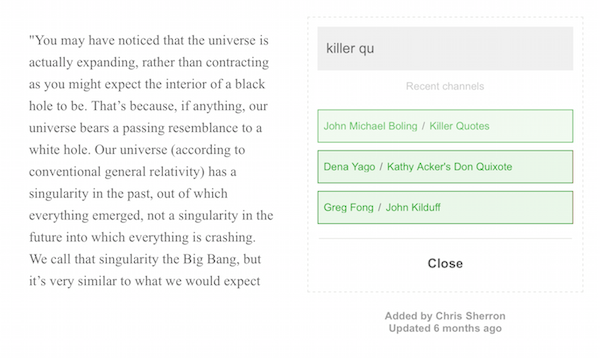 "You may have noticed that the universe is
actually expanding, rather than contracting
as you might expect the interior of a black
hole to be. That's because, if anything, our
universe bears a passing resemblance to a
white hole. Our universe (according to
conventional general relativity) has a
singularity in the past, out of which
everything emerged, not a singularity in the
future into which everything is crashing.
We call that singularity the Big Bang, but
it's very similar to what we would expect
killer qu
Recent channels
John Michael Boling / Killer Quotes
Dena Yago / Kathy Acker's Don Quixote
Greg Fong / John Kilduff
Close
Added by Chris Sherron
Updated 6 months ago